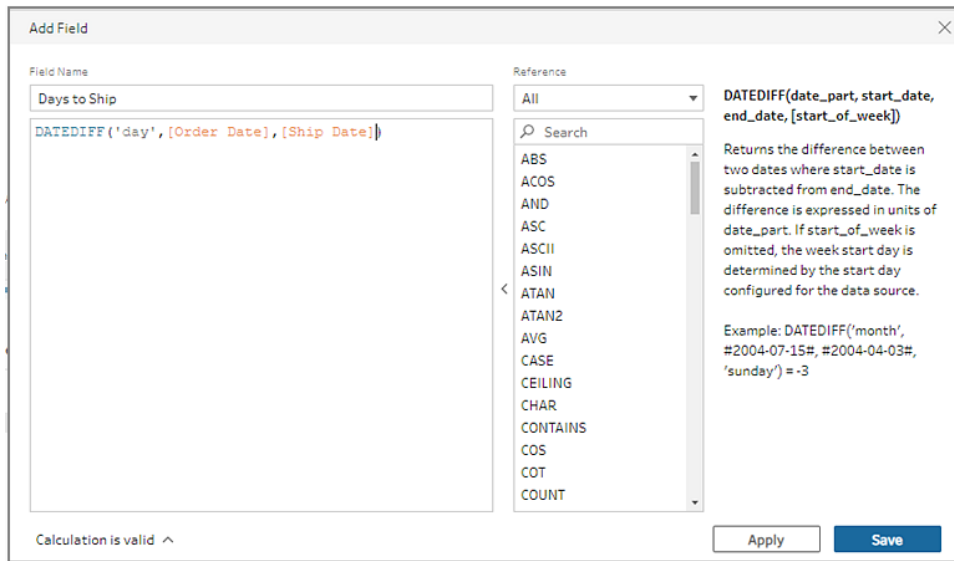 Add Field
Field Name
Days to Ship
DATEDIFF('day',[Order Date],[Ship Date])
Reference
All
Search
ABS
ACOS
AND
ASC
ASCII
ASIN
ATAN
ATAN2
AVG
CASE
CEILING
CHAR
CONTAINS
COS
COT
COUNT
DATEDIFF(date_part, start_date,
end_date, [start_of_week])
Returns the difference between
two dates where start_date is
subtracted from end_date. The
difference is expressed in units of
date_part. If start_of_week is
omitted, the week start day is
determined by the start day
configured for the data source.
Example: DATEDIFF('month',
#2004-07-15#, #2004-04-03#,
'sunday') = -3
Calculation is valid
Apply
Save